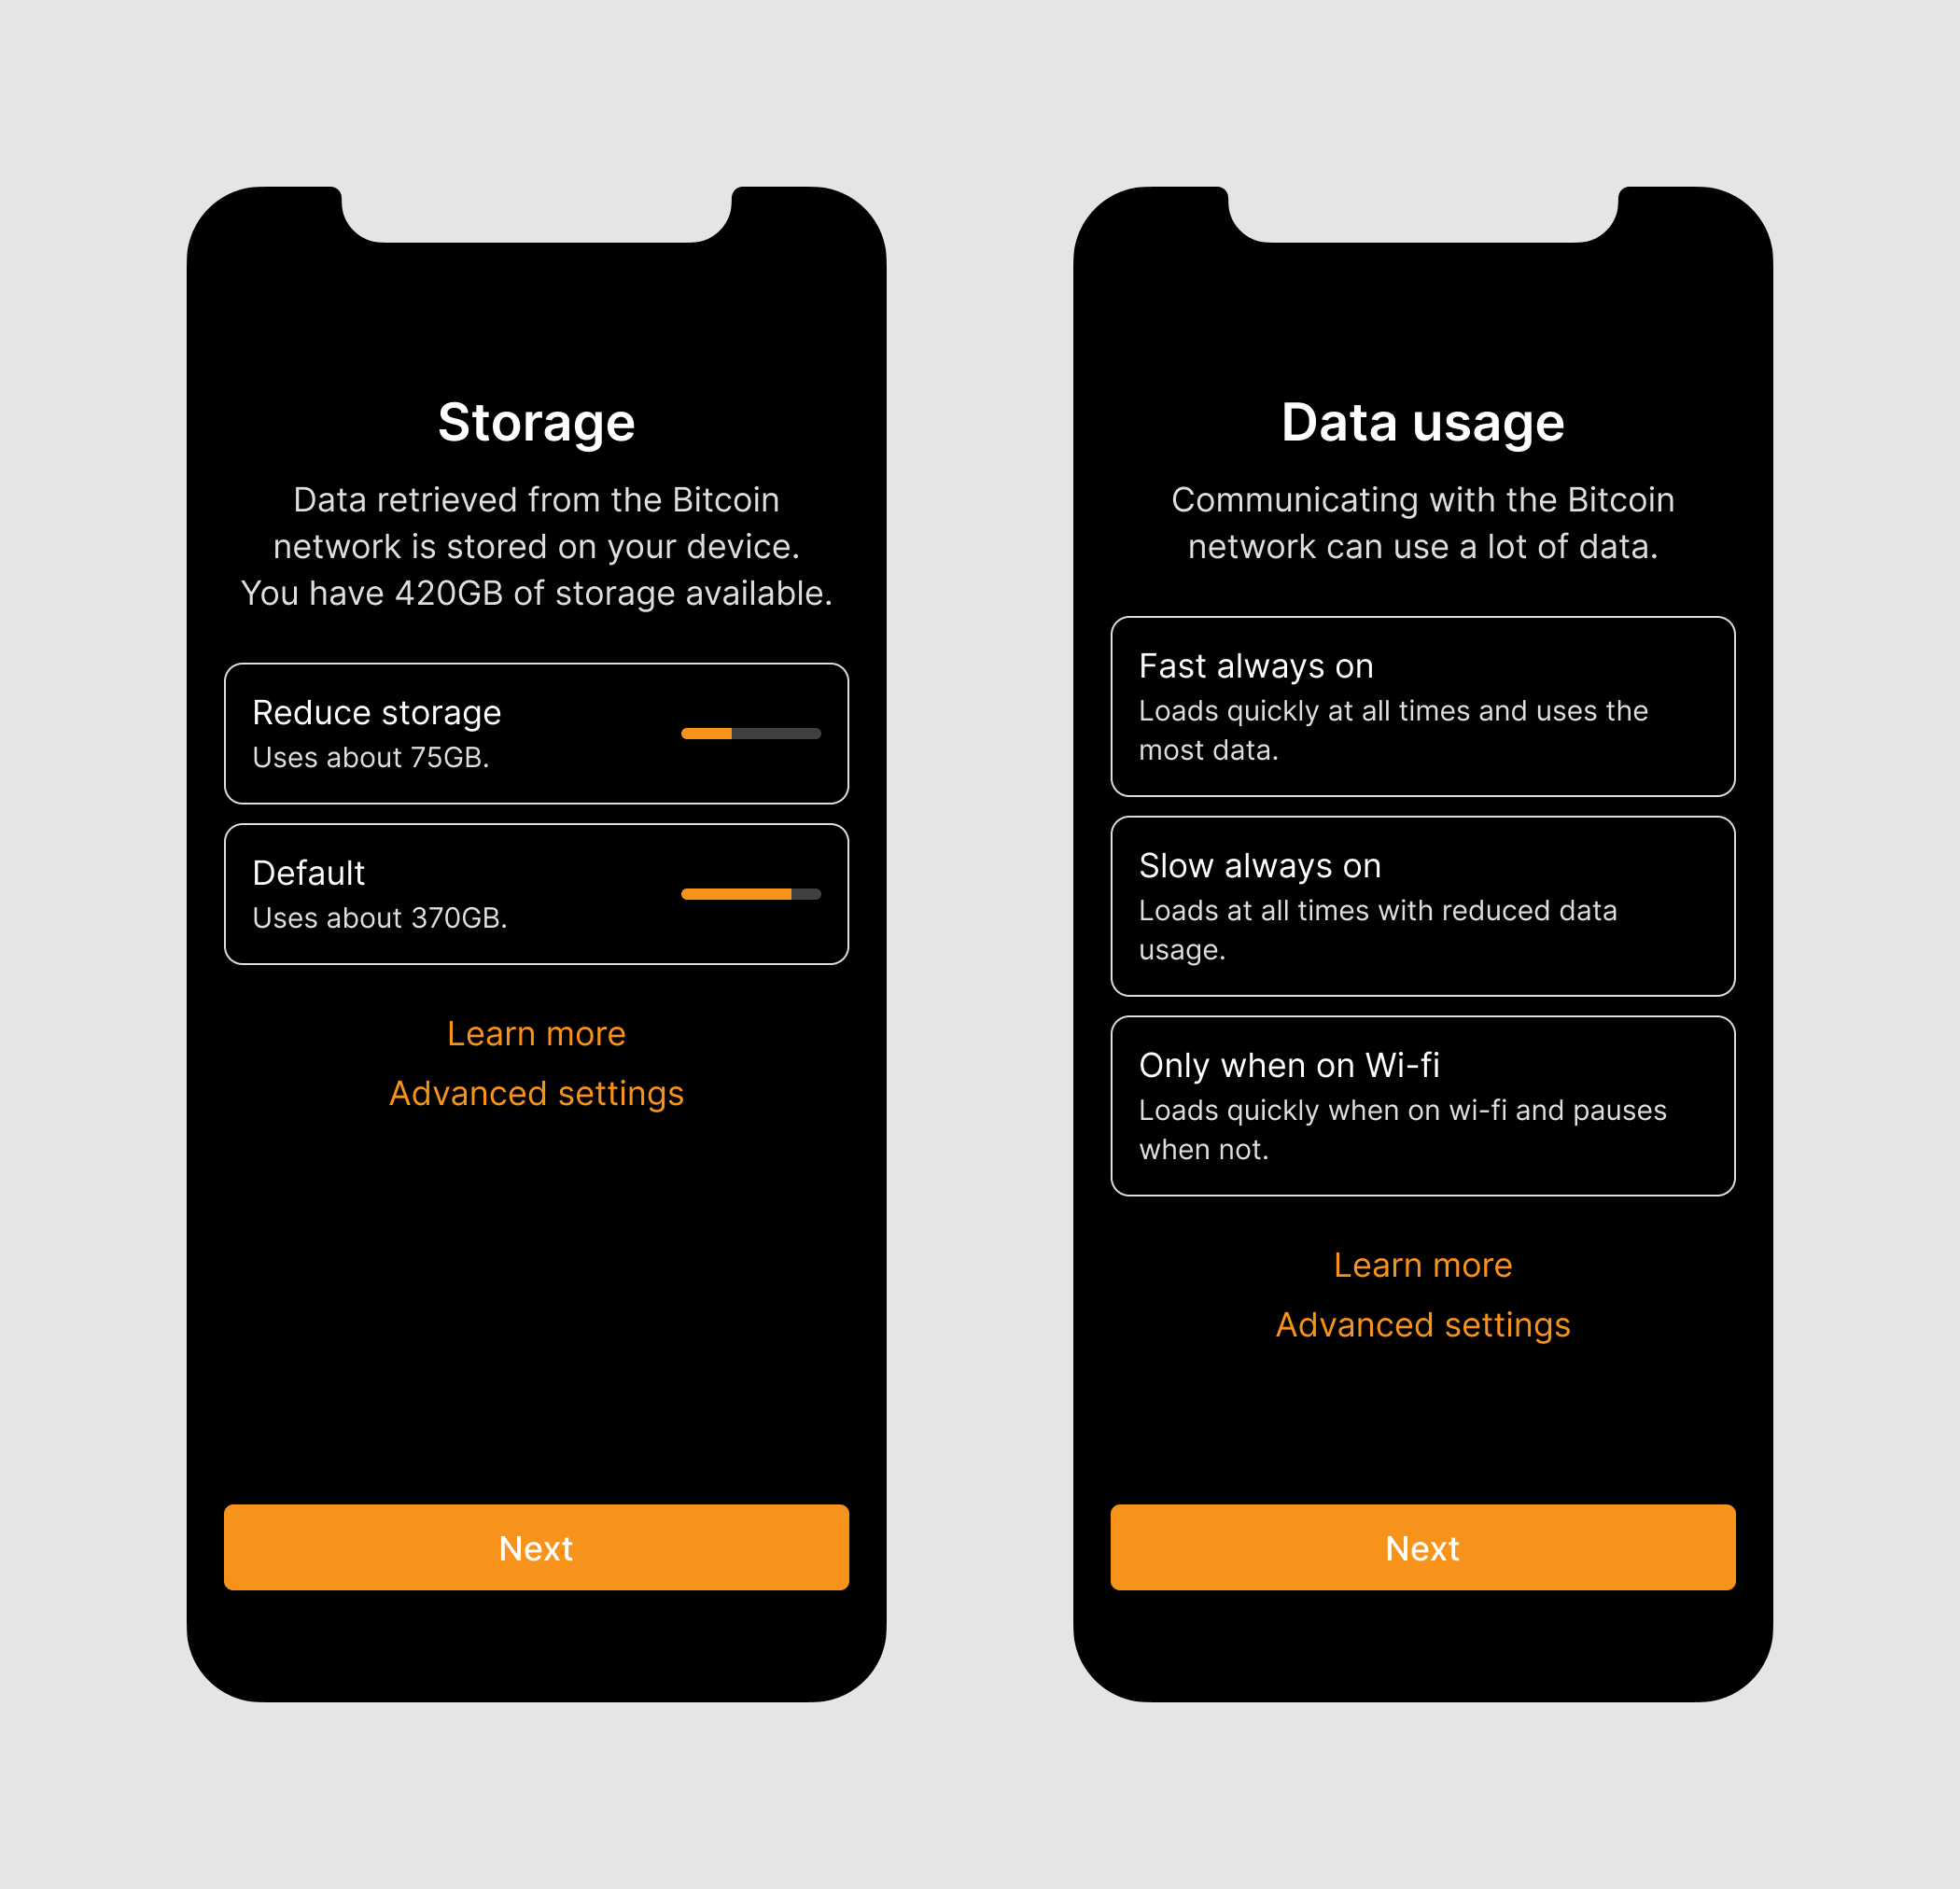 Storage
Data retrieved from the Bitcoin
network is stored on your device.
You have 420GB of storage available.
Reduce storage
Uses about 75GB.
Default
Uses about 370GB.
Learn more
Advanced settings
Next
Data usage
Communicating with the Bitcoin
network can use a lot of data.
Fast always on
Loads quickly at all times and uses the
most data.
Slow always on
Loads at all times with reduced data
usage.
Only when on Wi-fi
Loads quickly when on wi-fi and pauses
when not.
Learn more
Advanced settings
Next